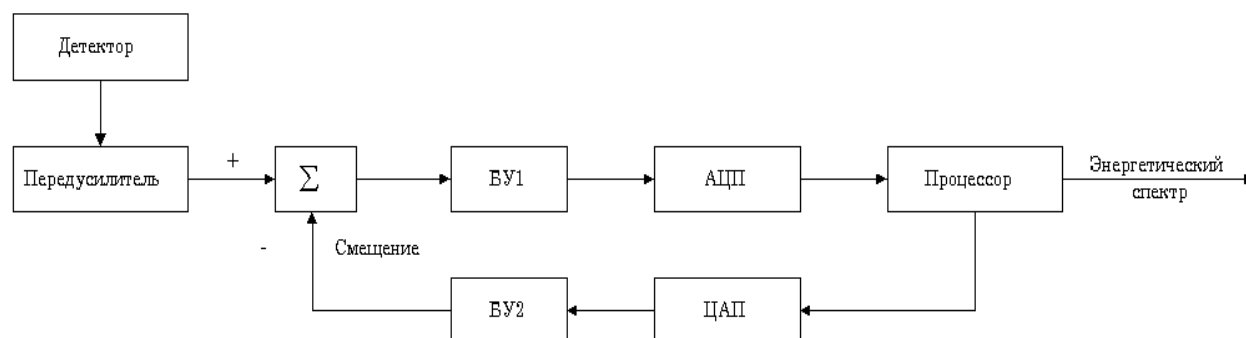 Детектор
Передусилитель
+
Σ
БУ1
АЦП
Процессор
Энергетический
спектр
-
Смещение
БУ2
ЦАП